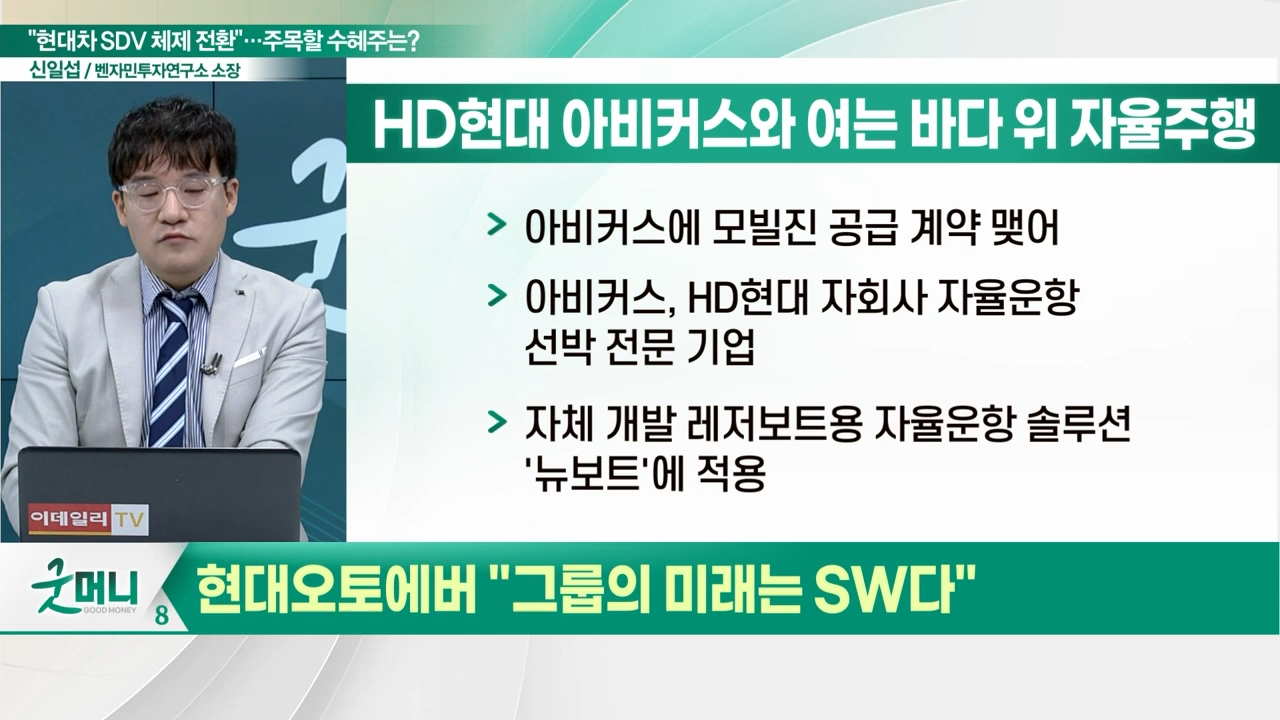 "현대차 SDV 체제 전환"…주목할 수혜주는?
신일섭 / 벤자민투자연구소 소장
HD현대 아비커스와 여는 바다 위 자율주행
> 아비커스에 모빌진 공급 계약 맺어
> 아비커스, HD현대 자회사 자율운항
선박 전문 기업
> 자체 개발 레저보트용 자율운항 솔루션
'뉴보트'에 적용
이데일리 TV
굿머니
GOOD MONEY
8
현대오토에버 "그룹의 미래는 SW다"